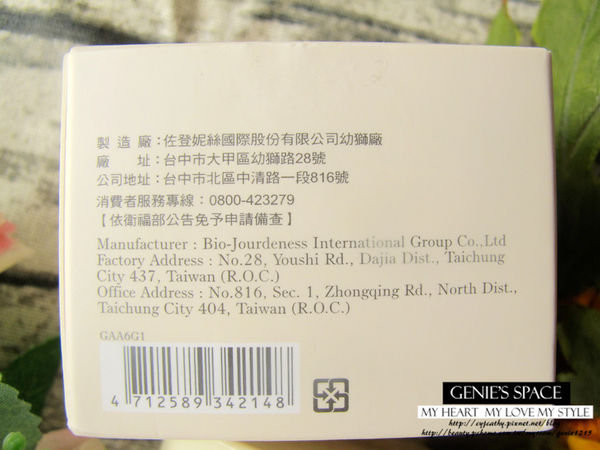 製造廠:佐登妮絲國際股份有限公司幼獅廠
廠　址:台中市大甲區幼獅路28號
公司地址:台中市北區中清路一段816號
消費者服務專線:0800-423279
【依衛福部公告免予申請備查】
Manufacturer : Bio-Jourdeness International Group Co.,Ltd
Factory Address : No.28, Youshi Rd., Dajia Dist., Taichung
City 437, Taiwan (R.O.C.)
Office Address : No.816, Sec. 1, Zhongqing Rd., North Dist.,
Taichung City 404, Taiwan (R.O.C.)
GAA6G1
4 712589 342148
GENIE'S SPACE
MY HEART MY LOVE MY STYLE